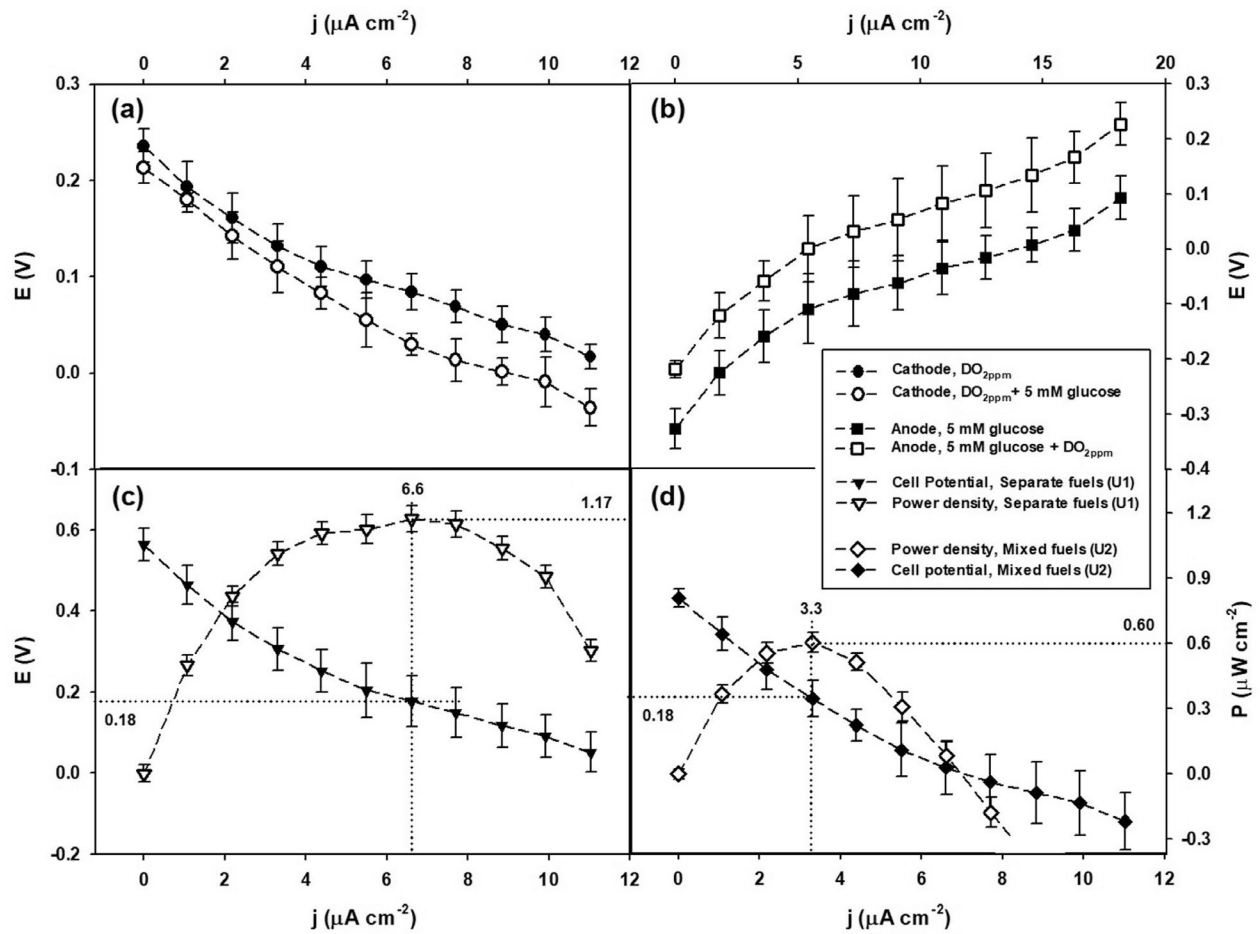 j (μA cm-2)
j (μA cm-2)
0 2 4 6 8 10 12
0 5 10 15 20
(a)
(b)
0.3
0.2
0.1
0.0
-0.1
E (V)
0.3
0.2
0.1
0.0
-0.1
-0.2
-0.3
-0.4
E (V)
Cathode, DO2ppm
Cathode, DO2ppm + 5 mM glucose
Anode, 5 mM glucose
Anode, 5 mM glucose + DO2ppm
Cell Potential, Separate fuels (U1)
Power density, Separate fuels (U1)
Power density, Mixed fuels (U2)
Cell potential, Mixed fuels (U2)
(c)
6.6
1.17
0.18
0.6
0.4
0.2
0.0
-0.2
E (V)
(d)
3.3
0.60
0.18
1.2
0.9
0.6
0.3
0.0
-0.3
P (μW cm-2)
0 2 4 6 8 10 12
0 2 4 6 8 10 12
j (μA cm-2)
j (μA cm-2)